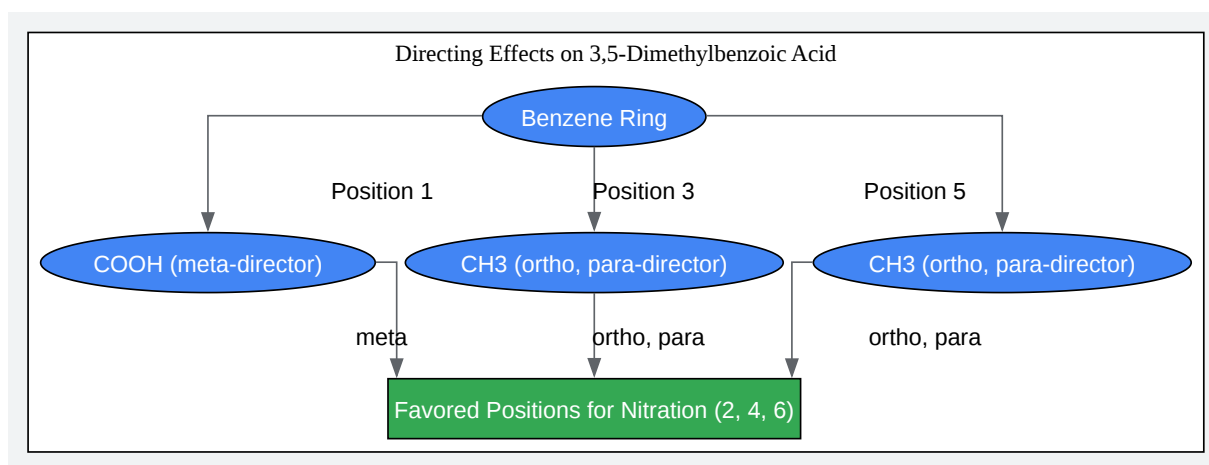 Directing Effects on 3,5-Dimethylbenzoic Acid
Benzene Ring
Position 1
Position 3
Position 5
COOH (meta-director)
CH3 (ortho, para-director)
CH3 (ortho, para-director)
meta
ortho, para
ortho, para
Favored Positions for Nitration (2, 4, 6)